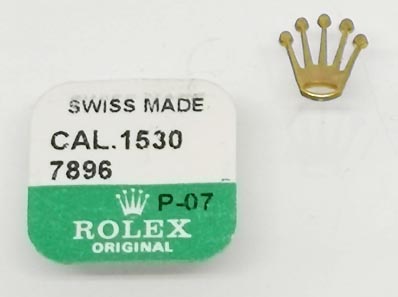 SWISS MADE
CAL.1530
7896
P-07
ROLEX
ORIGINAL